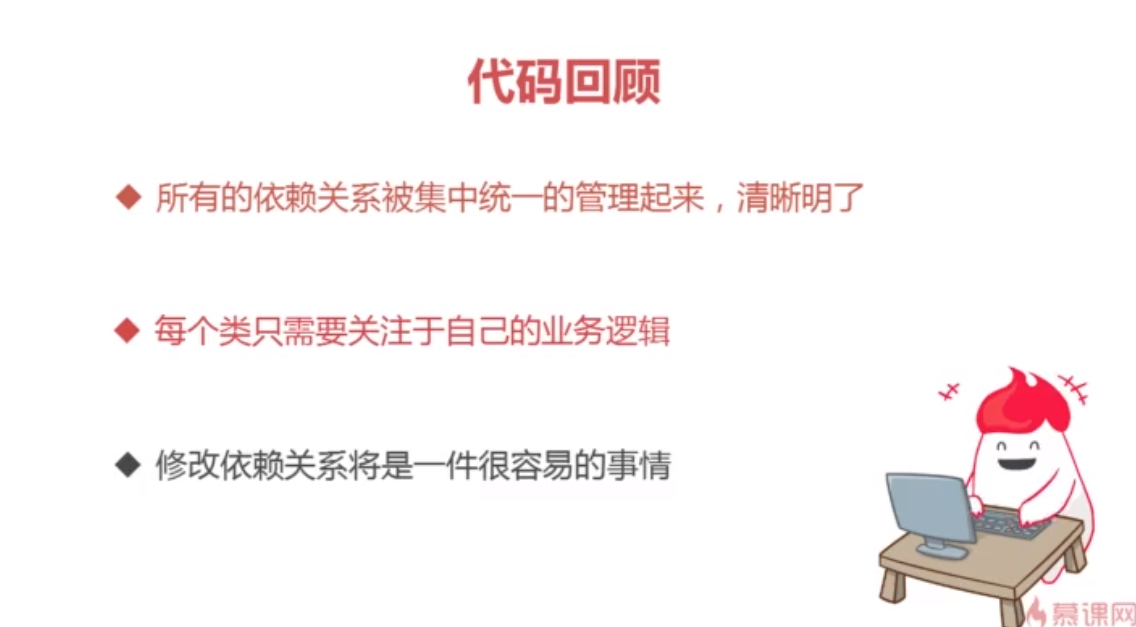 代码回顾
所有的依赖关系被集中统一的管理起来，清晰明了
每个类只需要关注于自己的业务逻辑
修改依赖关系将是一件很容易的事情
慕课网